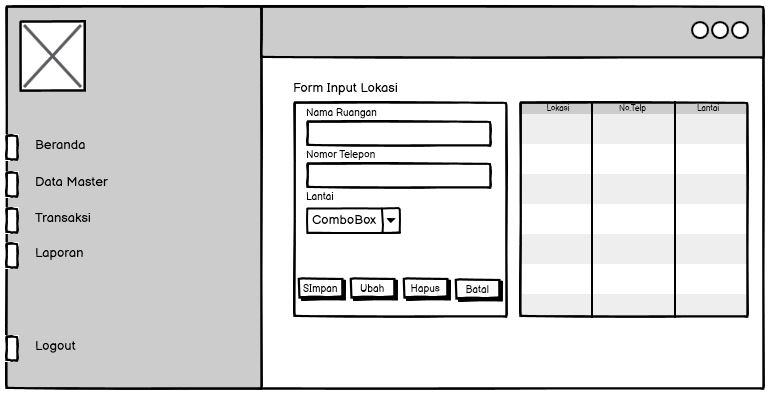 Beranda
Data Master
Transaksi
Laporan
Logout
Form Input Lokasi
Nama Ruangan
Nomor Telepon
Lantai
ComboBox
SImpan Ubah Hapus Batal
Lokasi No.Telp Lantai